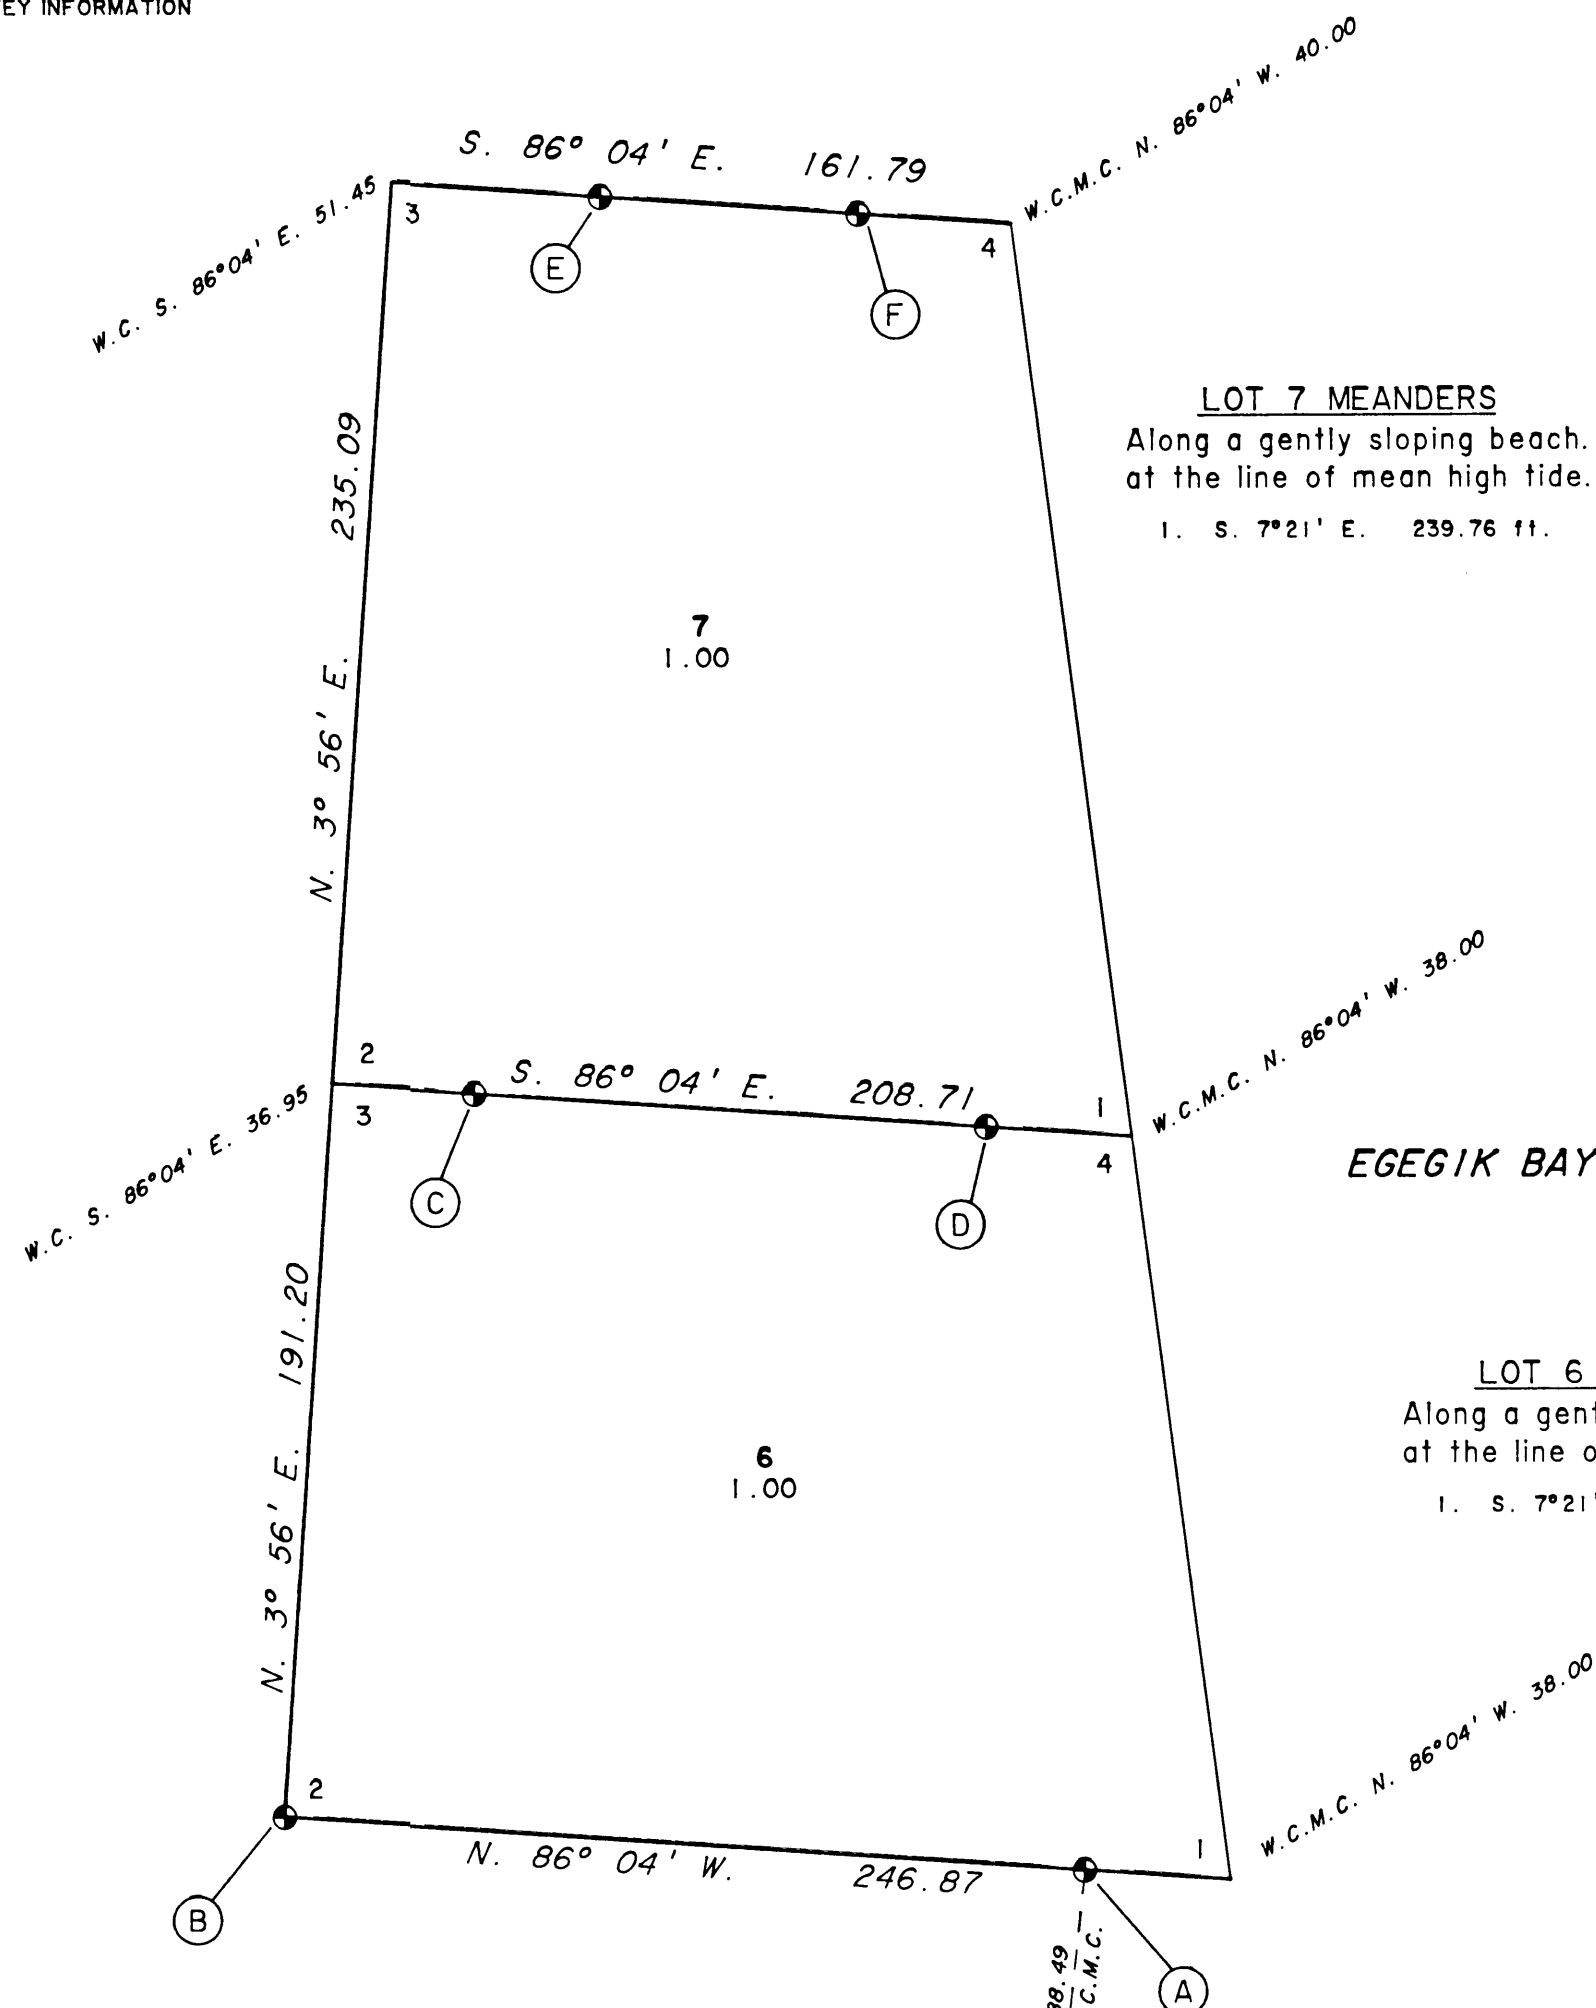 EY INFORMATION
W.C.M.C. N. 86°04' W. 40.00
S. 86° 04' E. 161.79
W.C. S. 86°04' E. 51.45
3
4
E
F
LOT 7 MEANDERS
Along a gently sloping beach.
at the line of mean high tide.
1. S. 7°21' E. 239.76 ft.
N. 3° 56' E. 235.09
7
1.00
W.C.M.C. N. 86°04' W. 38.00
2
S. 86° 04' E. 208.71
1
W.C. S. 86°04' E. 36.95
3
4
EGEGIK BAY
C
D
N. 3° 56' E. 191.20
LOT 6
Along a gent
at the line o
1. S. 7°21'
6
1.00
W.C.M.C. N. 86°04' W. 38.00
2
1
N. 86° 04' W. 246.87
B
38.49
1
C.M.C.
A